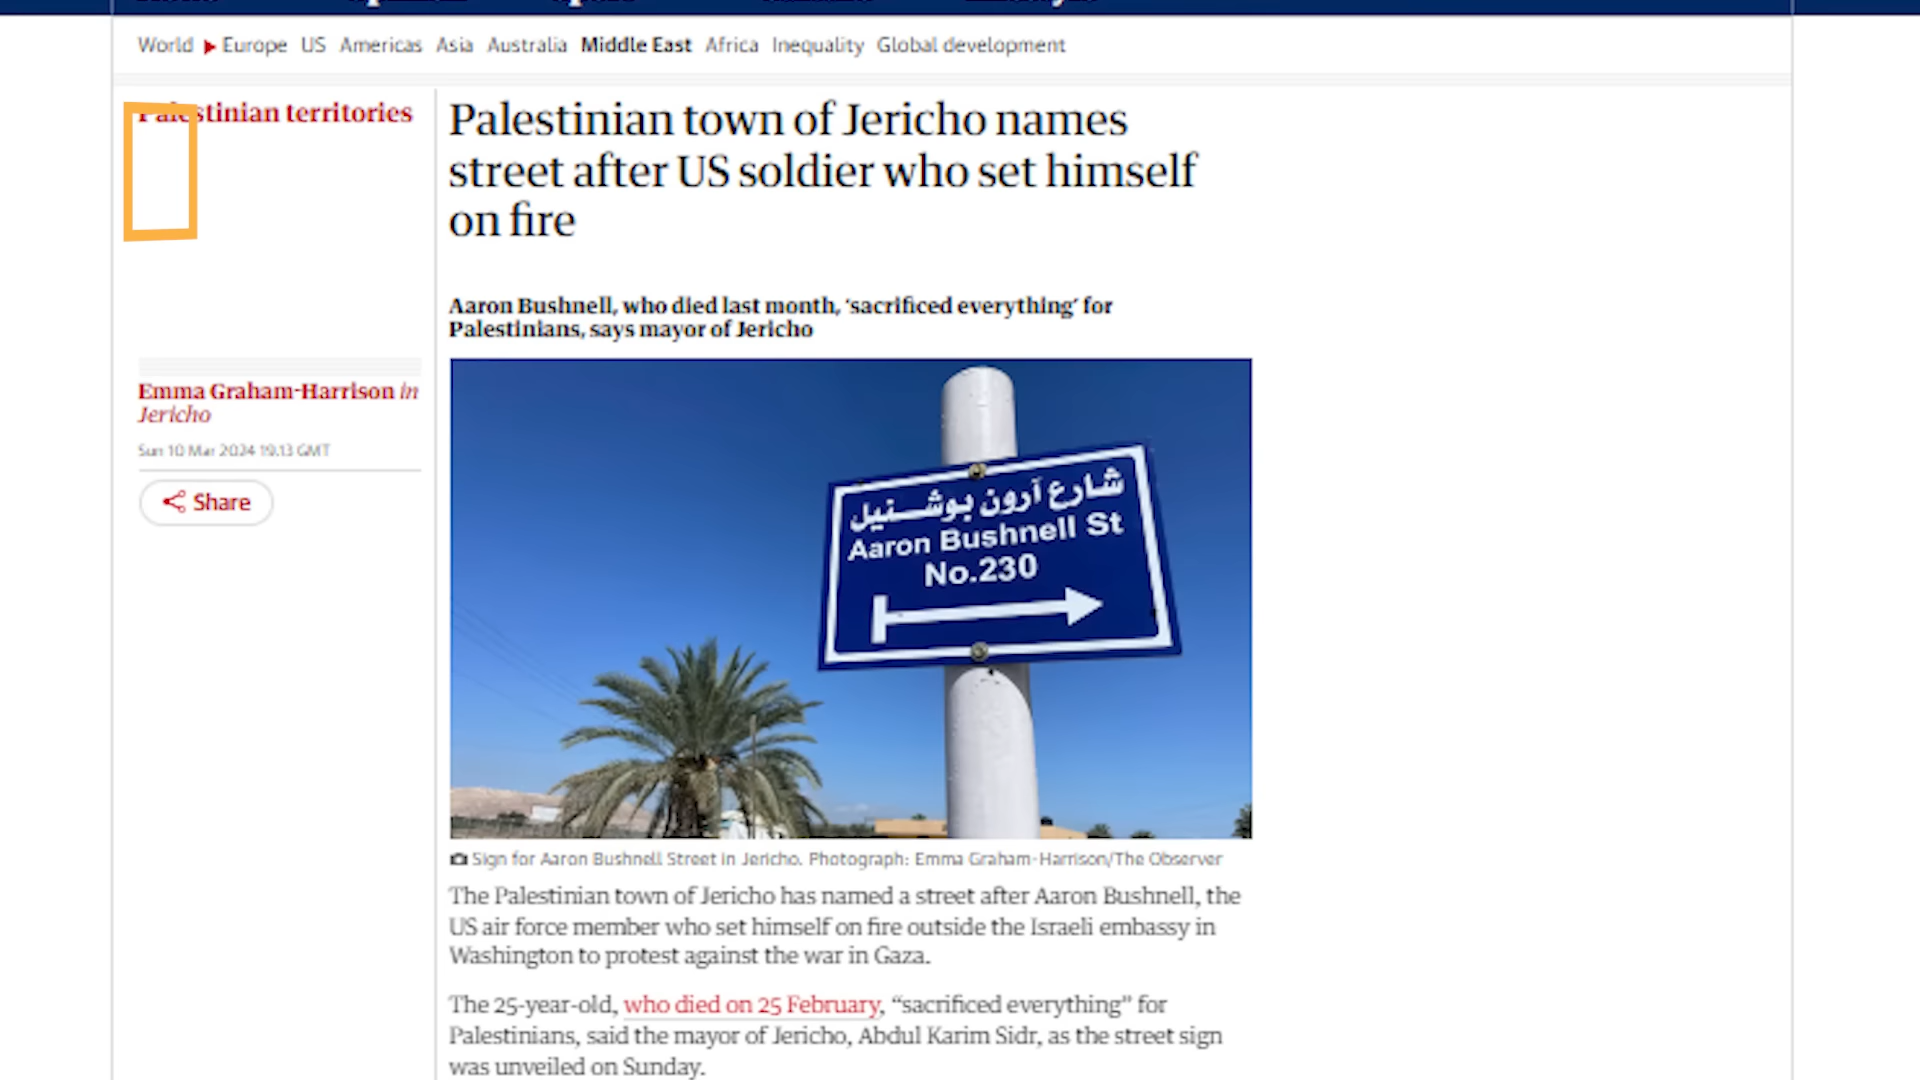 World Europe US Americas Asia Australia Middle East Africa Inequality Global development
Palestinian territories
Palestinian town of Jericho names
street after US soldier who set himself
on fire
Aaron Bushnell, who died last month, ‘sacrificed everything’ for
Palestinians, says mayor of Jericho
Emma Graham-Harrison in
Jericho
Sun 10 Mar 2024 19.13 GMT
Share
شارع آرون بوشنيل
Aaron Bushnell St
No.230
Sign for Aaron Bushnell Street in Jericho. Photograph: Emma Graham-Harrison/The Observer
The Palestinian town of Jericho has named a street after Aaron Bushnell, the
US air force member who set himself on fire outside the Israeli embassy in
Washington to protest against the war in Gaza.
The 25-year-old, who died on 25 February, “sacrificed everything” for
Palestinians, said the mayor of Jericho, Abdul Karim Sidr, as the street sign
was unveiled on Sunday.